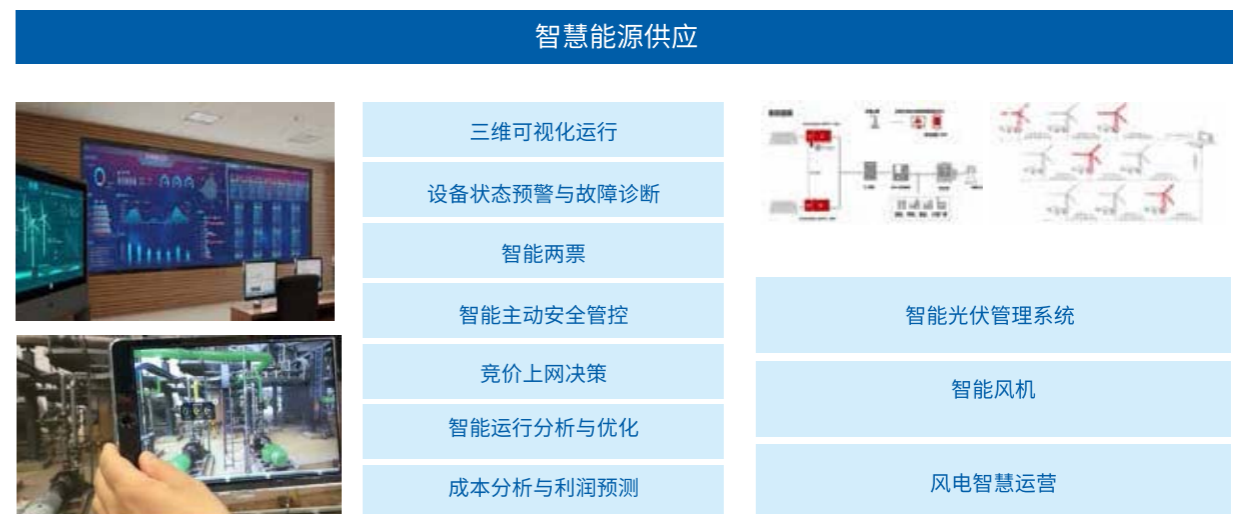 智慧能源供应
三维可视化运行
设备状态预警与故障诊断
智能两票
智能主动安全管控
竞价上网决策
智能运行分析与优化
成本分析与利润预测
智能光伏管理系统
智能风机
风电智慧运营